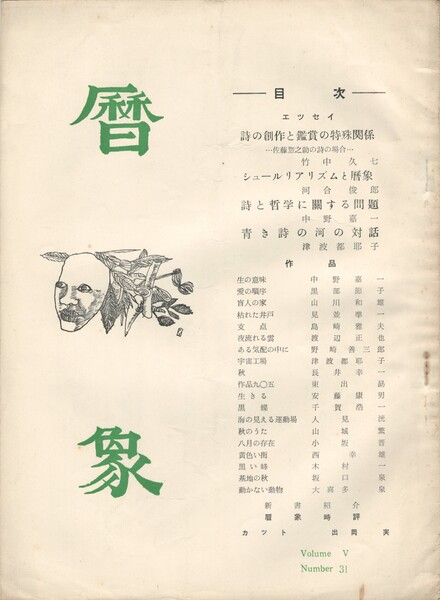 暦象
目次
エッセイ
詩の創作と鑑賞の特殊関係
…佐藤惣之助の詩の場合…
竹中久七
シュールリアリズムと暦象
河合俊郎
詩と哲学に關する問題
中野嘉一
青き詩の河の対話
津波都耶子
作品
生の意味 中野嘉一
愛の順序 黒部節子
盲人の家 山川和雄
枯れた井戸 見並準一
支点 島崎雅夫
夜流れる雲 渡辺正也
ある気配の中に 野崎善三郎
宇宙工場 津波都耶子
秋 長井幸一
作品九〇五 東出
生きる 安藤康男
黒蝶 千賀浩一
海の見える運動場 人見
秋のうた 山城繁
八月の存在 小坂
黄色い街 西幸雄
黒い蜂 木村一
基地の秋 坂口泉
動かない動物 大喜多泉
新書紹介
暦象時評
カット 出岡実
Volume V
Number 31